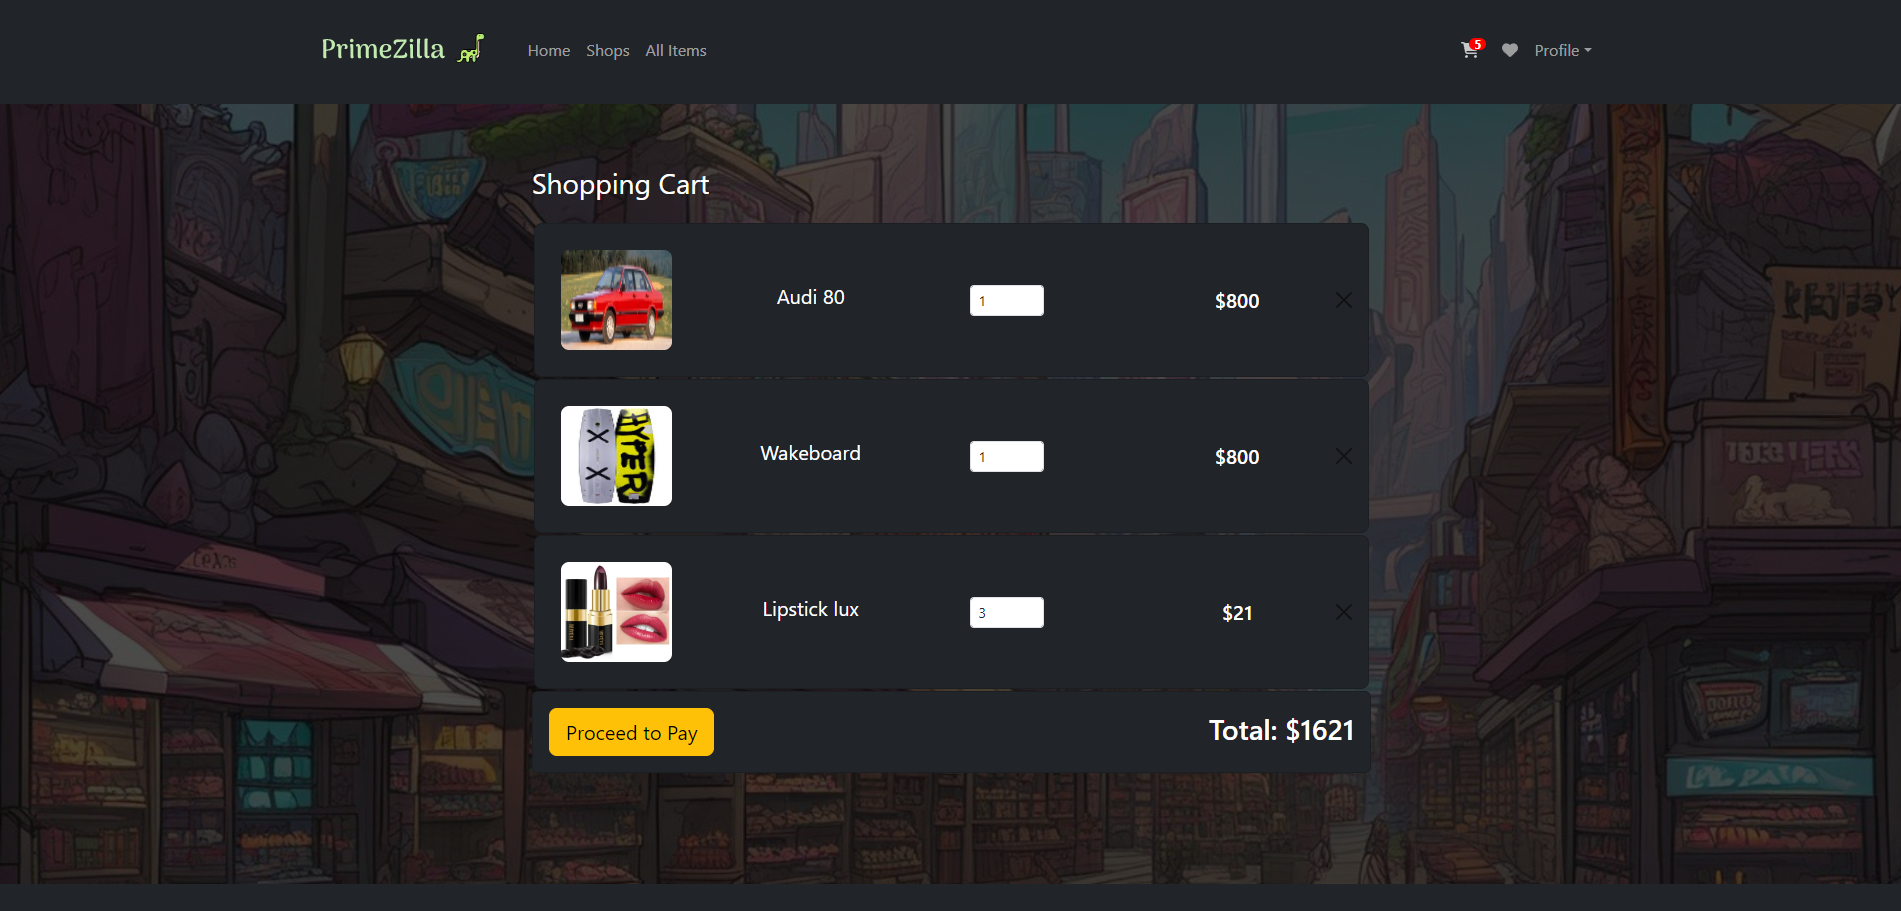 PrimeZilla Home Shops All Items 5 Profile
Shopping Cart
Audi 80 1 $800
HYPER
Wakeboard 1 $800
Lipstick lux 3 $21
Proceed to Pay Total: $1621